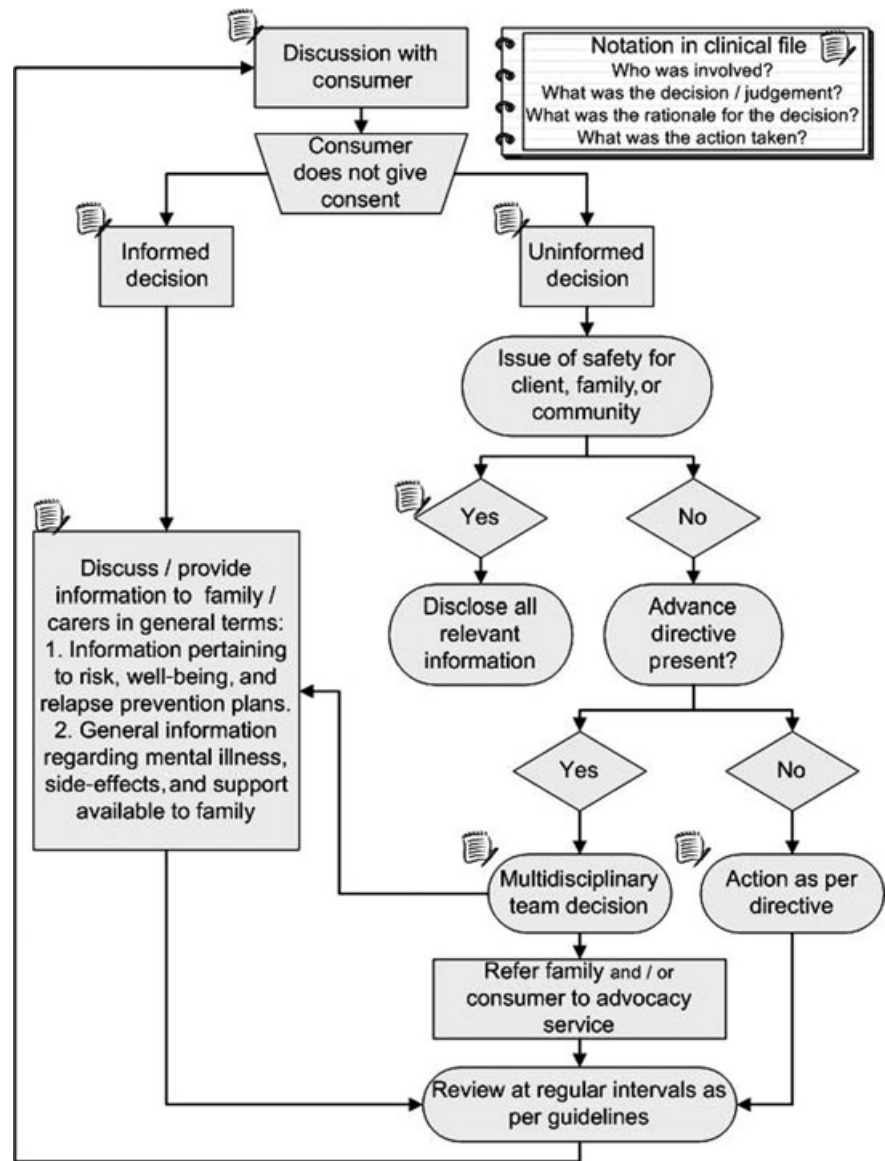 Discussion with
consumer
Notation in clinical file
Who was involved?
What was the decision / judgement?
What was the rationale for the decision?
What was the action taken?
Consumer
does not give
consent
Informed
decision
Uninformed
decision
Issue of safety for
client, family, or
community
Yes
No
Discuss / provide
information to family /
carers in general terms:
1. Information pertaining
to risk, well-being, and
relapse prevention plans.
2. General information
regarding mental illness,
side-effects, and support
available to family
Disclose all
relevant
information
Advance
directive
present?
Yes
No
Multidisciplinary
team decision
Action as per
directive
Refer family and / or
consumer to advocacy
service
Review at regular intervals as
per guidelines